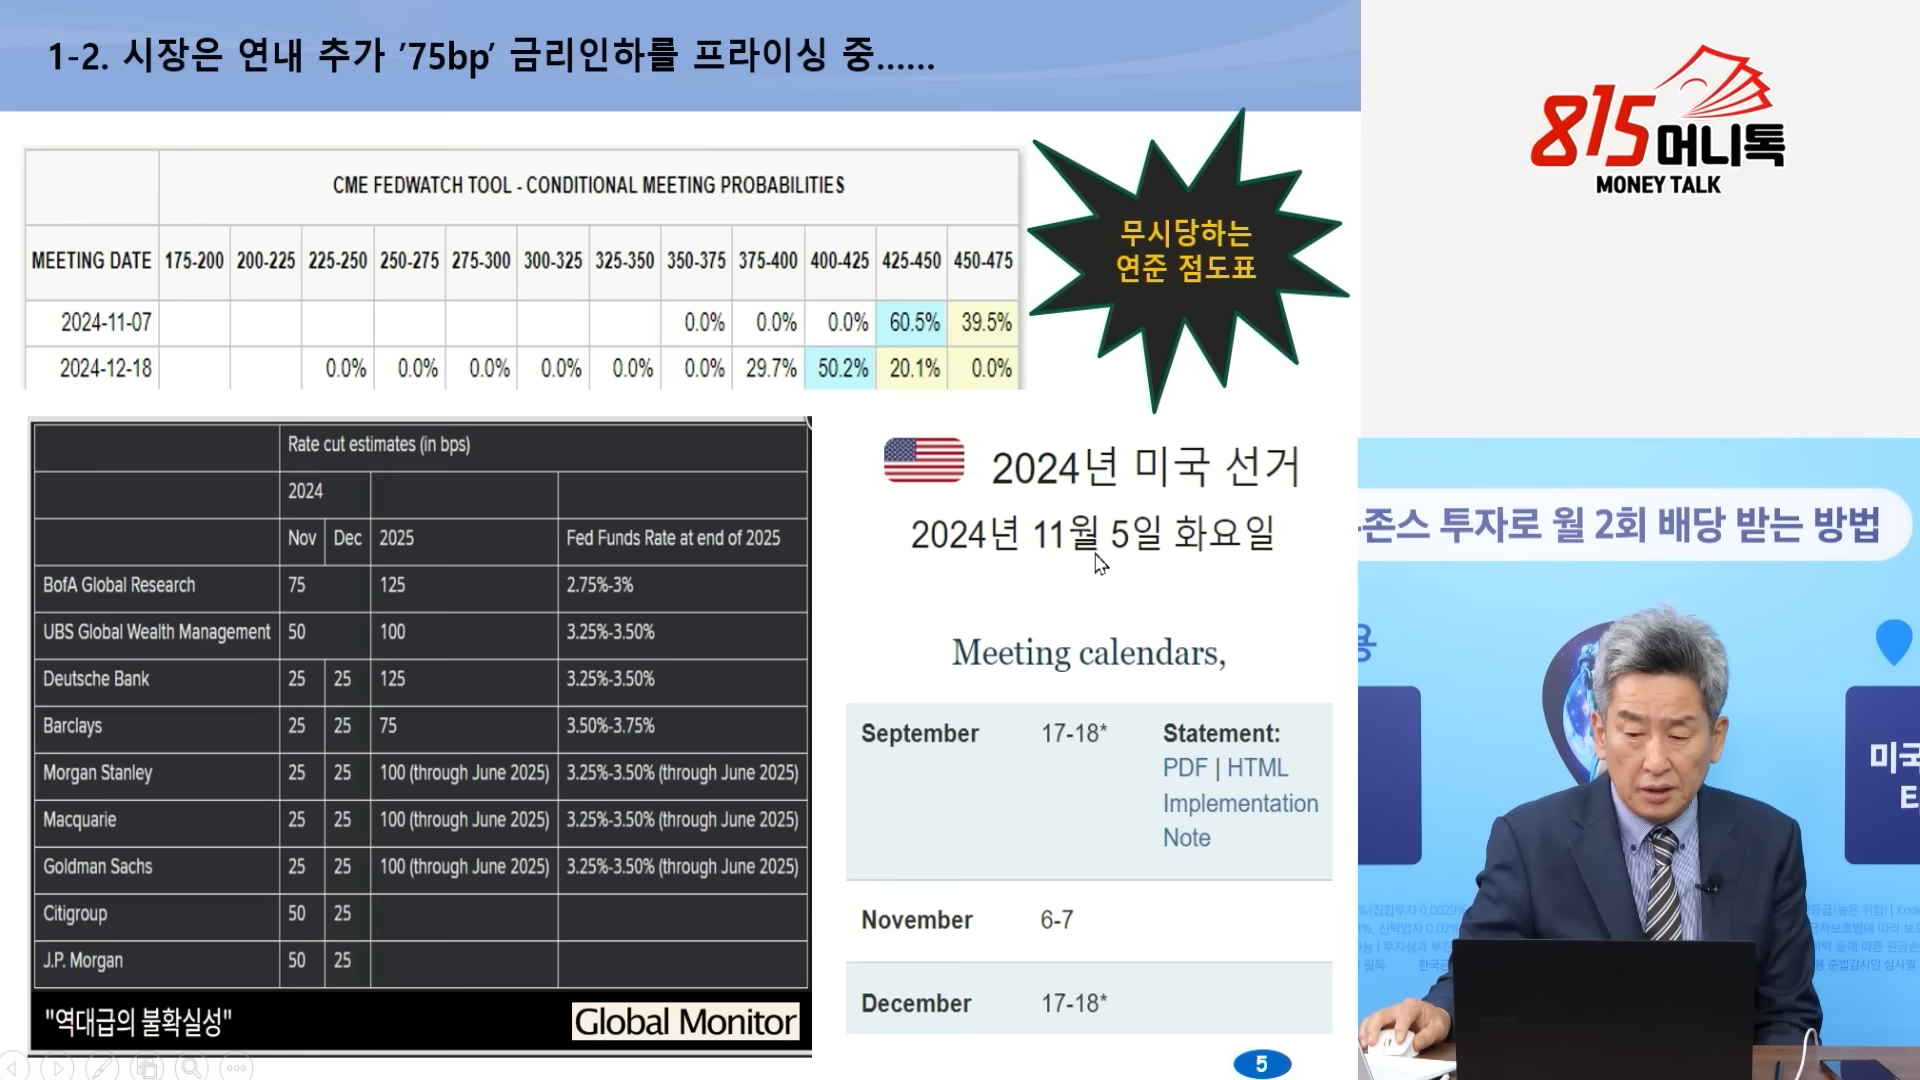 1-2. 시장은 연내 추가 '75bp' 금리인하를 프라이싱 중......
CME FEDWATCH TOOL - CONDITIONAL MEETING PROBABILITIES
MEETING DATE 175-200 200-225 225-250 250-275 275-300 300-325 325-350 350-375 375-400 400-425 425-450 450-475
2024-11-07 0.0% 0.0% 0.0% 60.5% 39.5%
2024-12-18 0.0% 0.0% 0.0% 0.0% 0.0% 0.0% 29.7% 50.2% 20.1% 0.0%
무시당하는
연준 점도표
Rate cut estimates (in bps)
2024
Nov Dec 2025 Fed Funds Rate at end of 2025
BofA Global Research 75 125 2.75%-3%
UBS Global Wealth Management 50 100 3.25%-3.50%
Deutsche Bank 25 25 125 3.25%-3.50%
Barclays 25 25 75 3.50%-3.75%
Morgan Stanley 25 25 100 (through June 2025) 3.25%-3.50% (through June 2025)
Macquarie 25 25 100 (through June 2025) 3.25%-3.50% (through June 2025)
Goldman Sachs 25 25 100 (through June 2025) 3.25%-3.50% (through June 2025)
Citigroup 50 25
J.P. Morgan 50 25
"역대급의 불확실성"
Global Monitor
2024년 미국 선거
2024년 11월 5일 화요일
Meeting calendars,
September 17-18* Statement:
PDF | HTML
Implementation
Note
November 6-7
December 17-18*
5
815머니톡
MONEY TALK
존스 투자로 월 2회 배당 받는 방법
용
미국